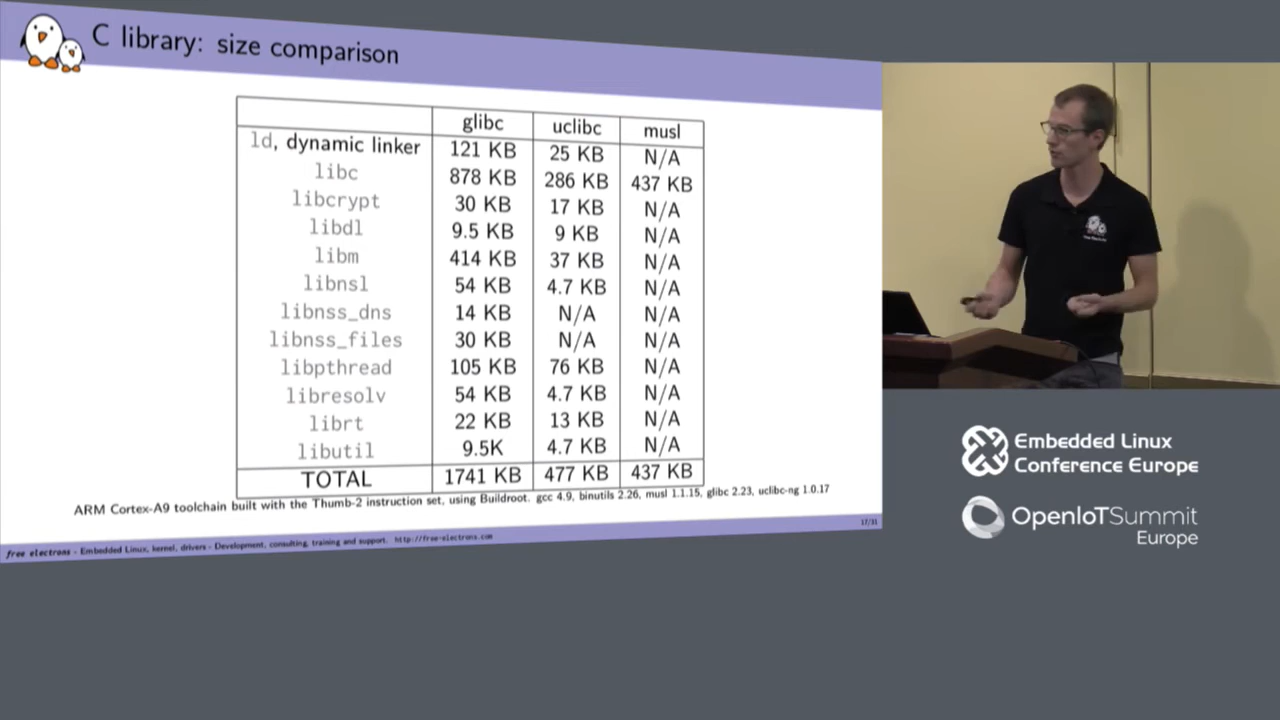 C library: size comparison
glibc uclibc musl
ld, dynamic linker 121 KB 25 KB N/A
libc 878 KB 286 KB 437 KB
libcrypt 30 KB 17 KB N/A
libdl 9.5 KB 9 KB N/A
libm 414 KB 37 KB N/A
libnsl 54 KB 4.7 KB N/A
libnss_dns 14 KB N/A N/A
libnss_files 30 KB N/A N/A
libpthread 105 KB 76 KB N/A
libresolv 54 KB 4.7 KB N/A
librt 22 KB 13 KB N/A
libutil 9.5K 4.7 KB N/A
TOTAL 1741 KB 477 KB 437 KB
ARM Cortex-A9 toolchain built with the Thumb-2 instruction set, using Buildroot. gcc 4.9, binutils 2.26, musl 1.1.15, glibc 2.23, uclibc-ng 1.0.17
17/31
free electrons - Embedded Linux, kernel, drivers - Development, consulting, training and support. http://free-electrons.com
Embedded Linux
Conference Europe
OpenIoTSummit
Europe